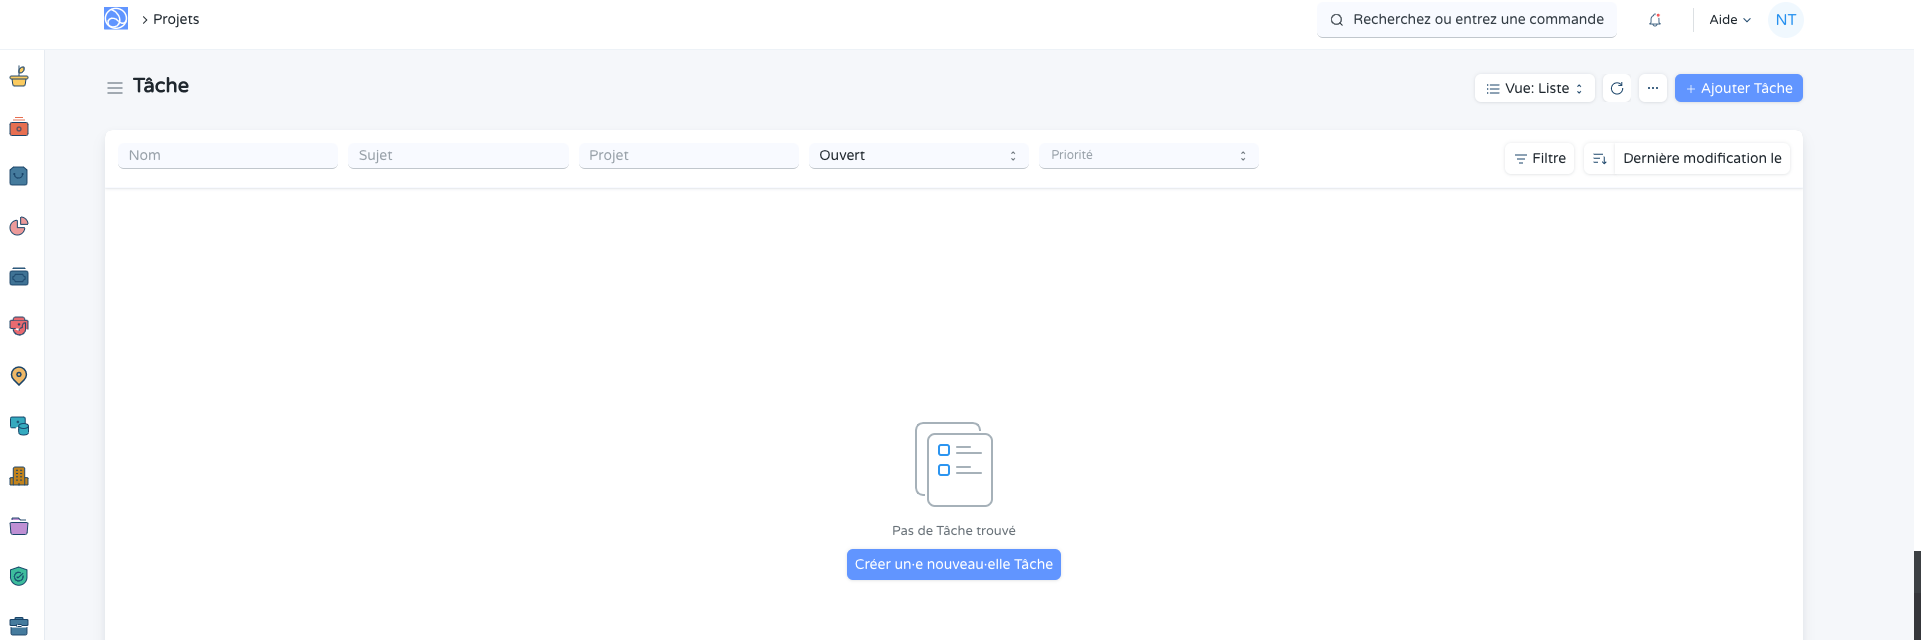 Projets
Recherchez ou entrez une commande
Aide
NT
Tâche
Vue: Liste
Ajouter Tâche
Nom
Sujet
Projet
Ouvert
Priorité
Filtre
Dernière modification le
Pas de Tâche trouvé
Créer un·e nouveau·elle Tâche